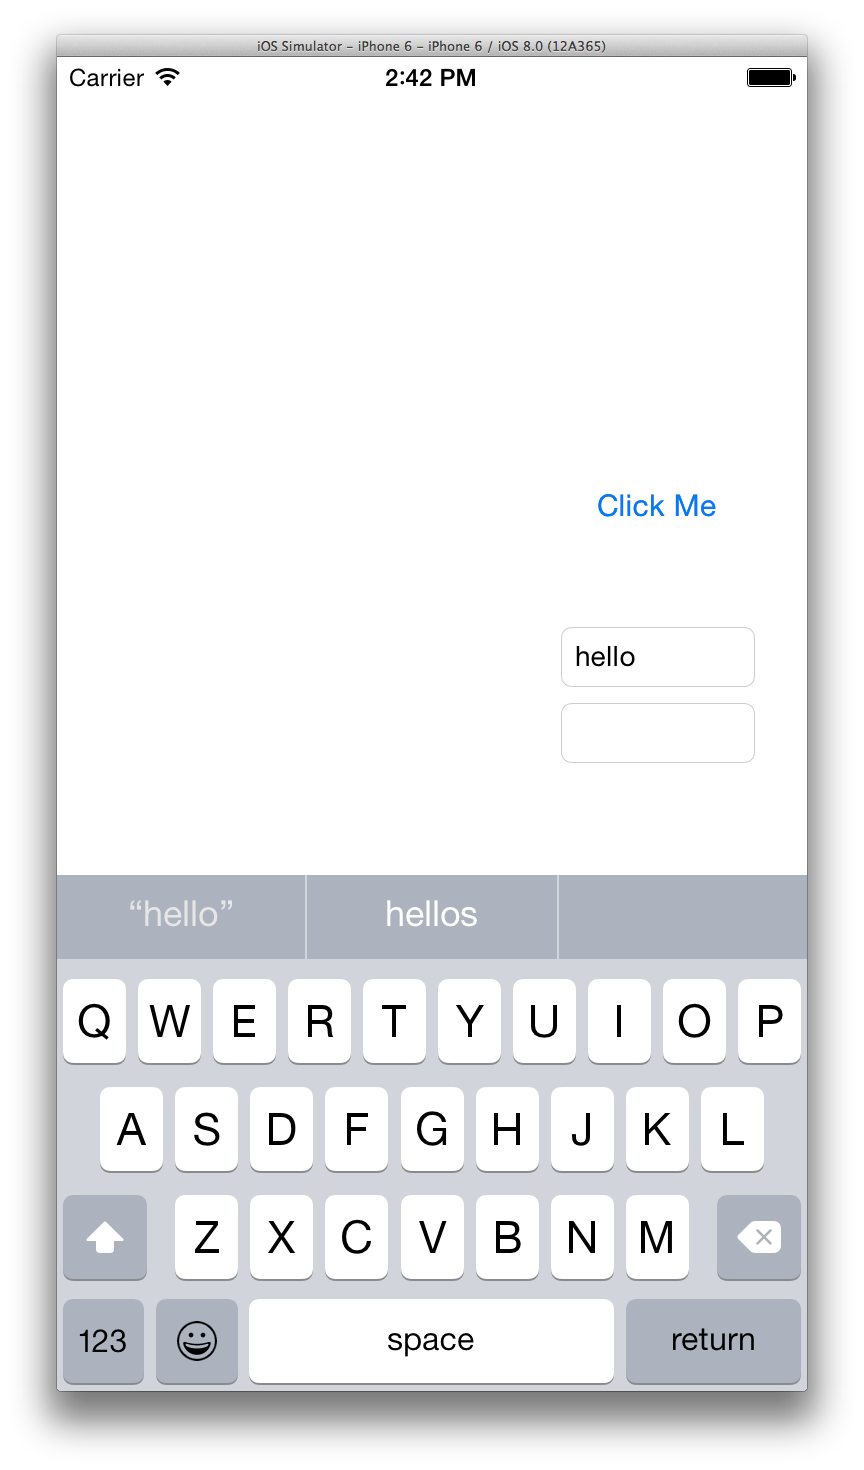 iOS Simulator – iPhone 6 – iPhone 6 / iOS 8.0 (12A365)
Carrier 2:42 PM
Click Me
hello
“hello” hellos
Q W E R T Y U I O P
A S D F G H J K L
Z X C V B N M
123 space return